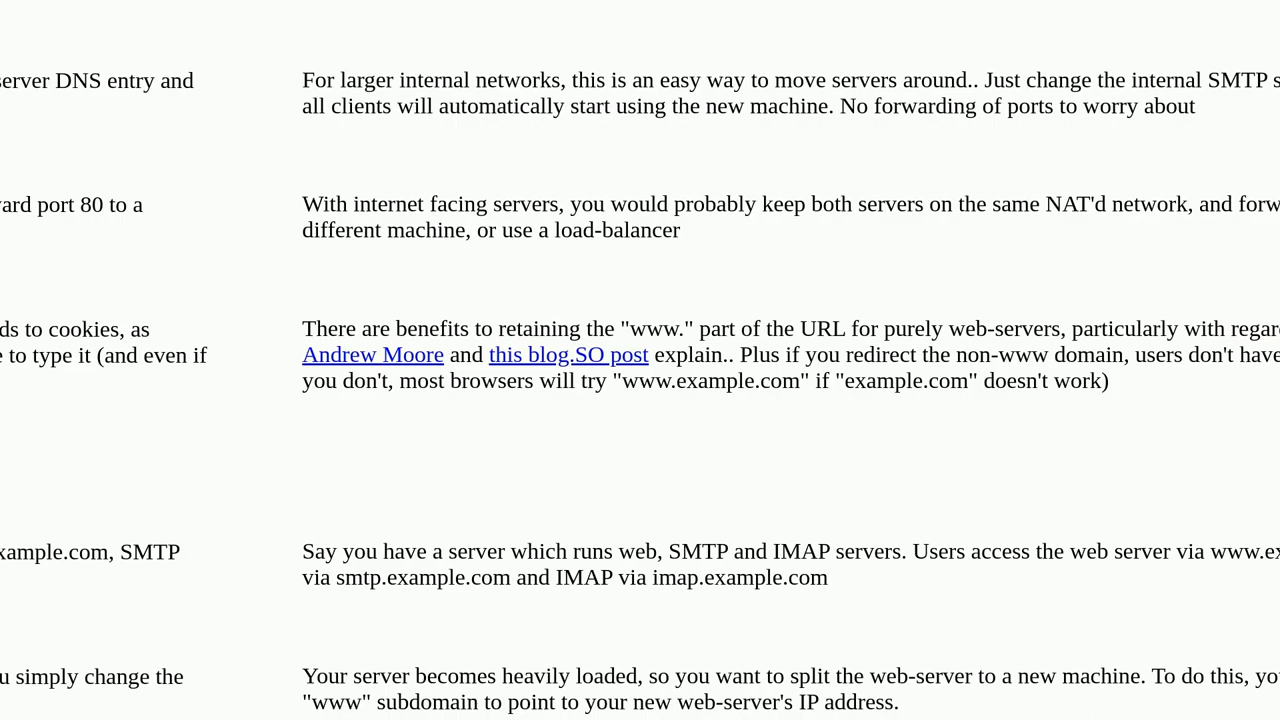 server DNS entry and
port 80 to a
to cookies, as
to type it (and even if
SMTP
simply change the
For larger internal networks, this is an easy way to move servers around.. Just change the internal SMTP
all clients will automatically start using the new machine. No forwarding of ports to worry about
With internet facing servers, you would probably keep both servers on the same NAT'd network, and
different machine, or use a load-balancer
There are benefits to retaining the "www." part of the URL for purely web-servers, particularly with
Andrew Moore and this blog.SO post explain.. Plus if you redirect the non-www domain, users don't have
you don't, most browsers will try "www.example.com" if "example.com" doesn't work)
Say you have a server which runs web, SMTP and IMAP servers. Users access the web server via
via smtp.example.com and IMAP via imap.example.com
Your server becomes heavily loaded, so you want to split the web-server to a new machine. To do this,
"www" subdomain to point to your new web-server's IP address.